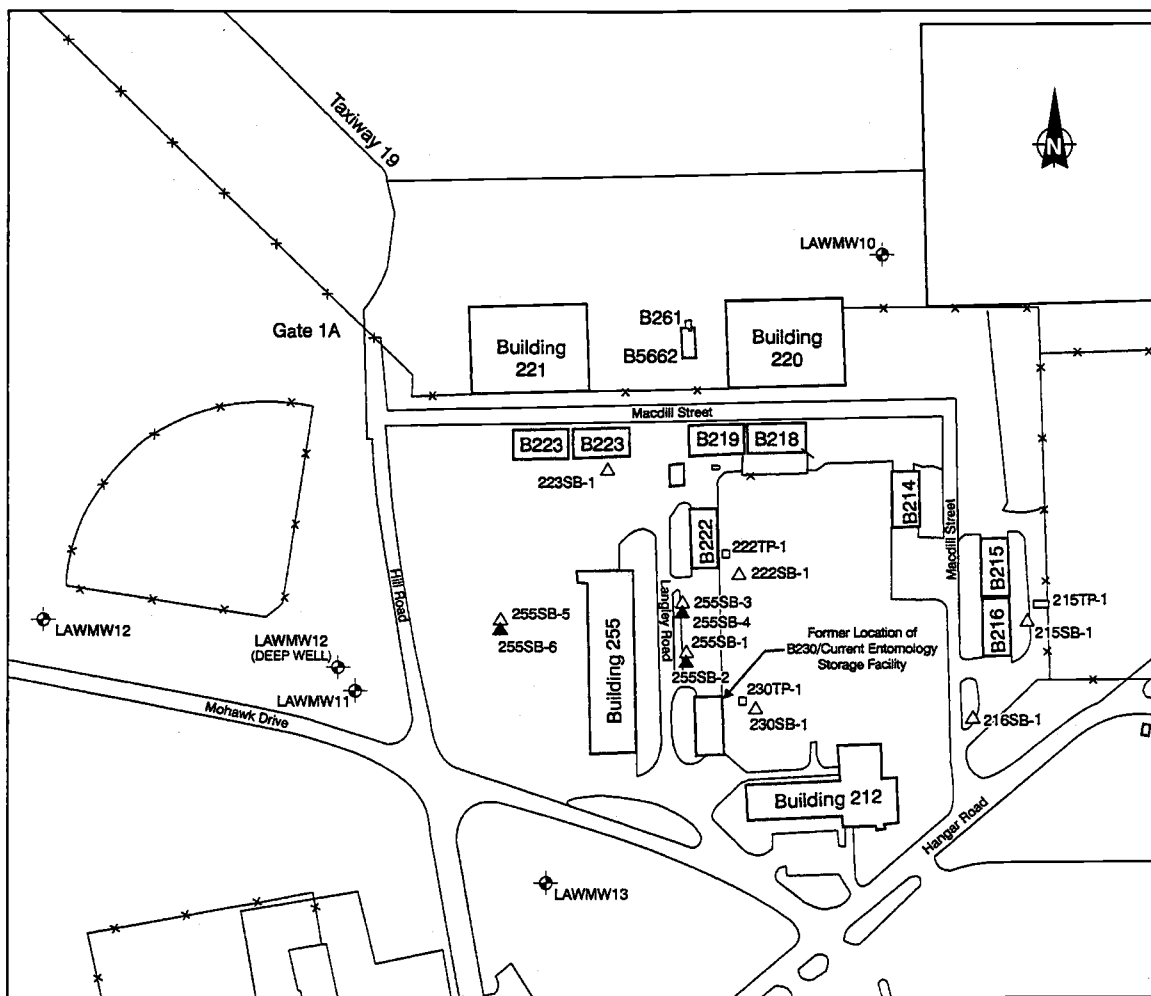 Taxiway 19
N
LAWMW10
Gate 1A
B261
B5662
Building
221
Building
220
Macdill Street
B223
B223
B219
B218
223SB-1
B214
B222
222TP-1
222SB-1
Macdill Street
B215
B216
215TP-1
215SB-1
Hill Road
255SB-5
255SB-6
Langley Road
255SB-3
255SB-4
255SB-1
255SB-2
Building 255
Former Location of
B230/Current Entomology
Storage Facility
LAWMW12
LAWMW12
(DEEP WELL)
LAWMW11
Mohawk Drive
230TP-1
230SB-1
216SB-1
Building 212
Hangar Road
LAWMW13